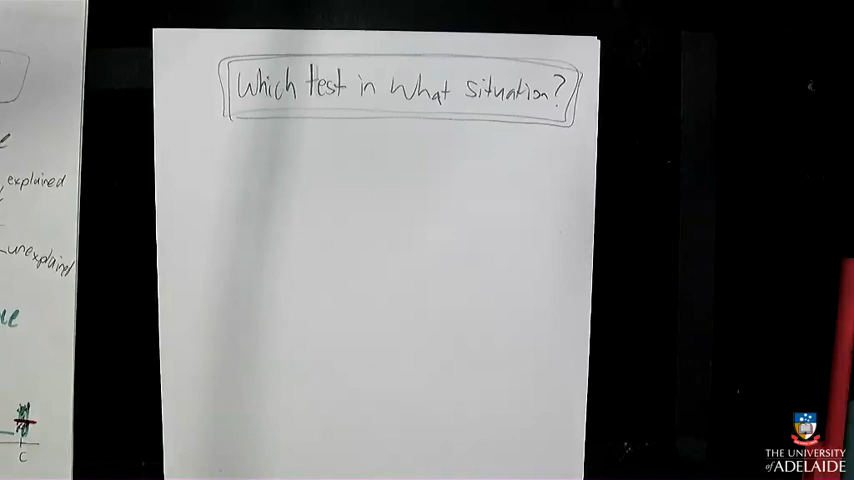 Which test in what situation?
explained
unexplained
C
THE UNIVERSITY
of ADELAIDE